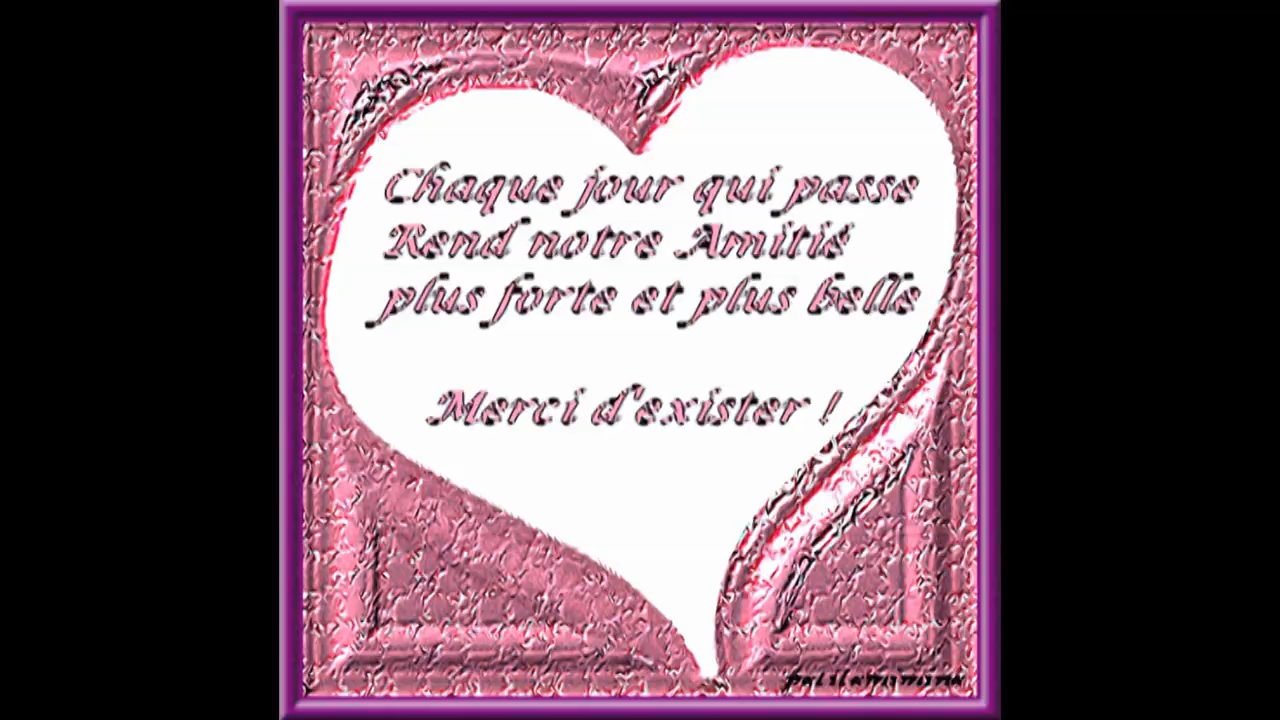 Chaque jour qui passe
Rend notre Amitié
plus forte et plus belle
Merci d'exister !